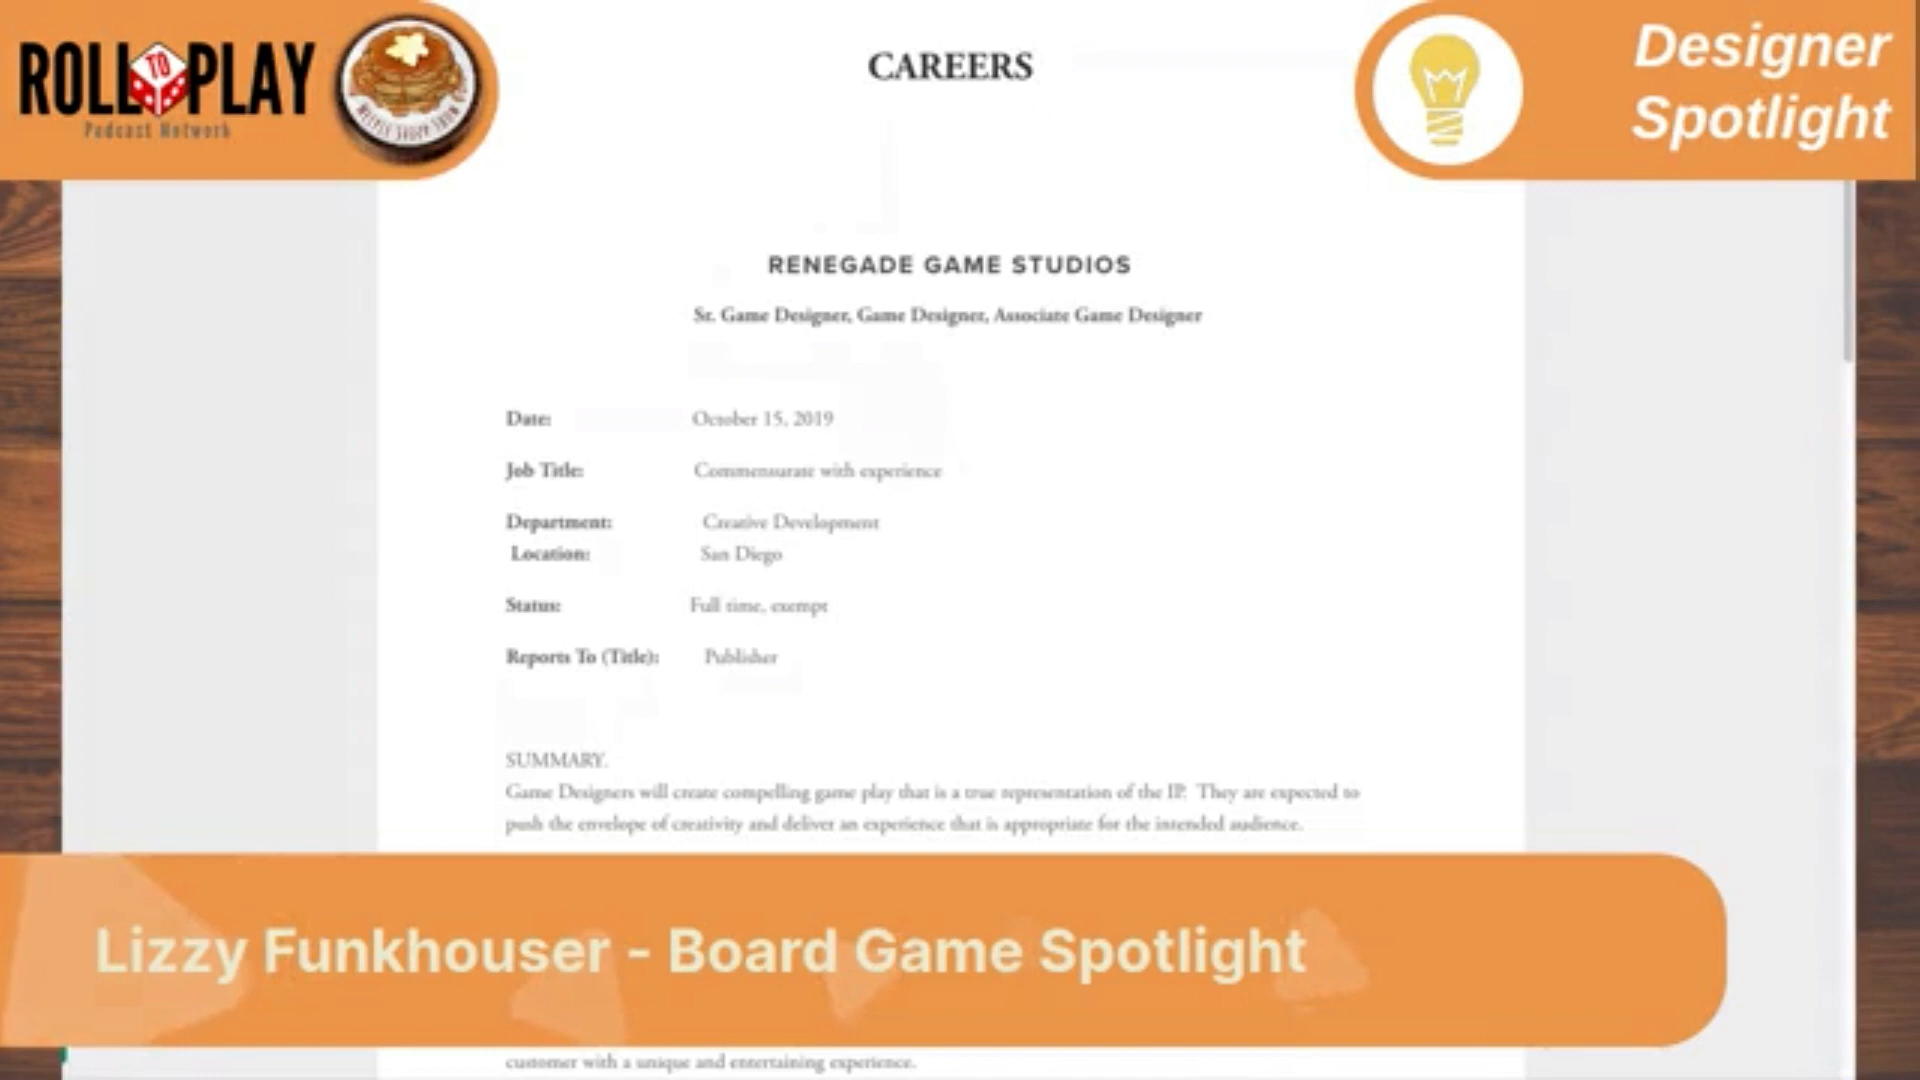 ROLL TO PLAY
Podcast Network
CAREERS
Designer
Spotlight
RENEGADE GAME STUDIOS
Sr. Game Designer, Game Designer, Associate Game Designer
Date: October 15, 2019
Job Title: Commensurate with experience
Department: Creative Development
Location: San Diego
Status: Full time, exempt
Reports To (Title): Publisher
SUMMARY.
Game Designers will create compelling game play that is a true representation of the IP. They are expected to
push the envelope of creativity and deliver an experience that is appropriate for the intended audience.
Lizzy Funkhouser - Board Game Spotlight
customer with a unique and entertaining experience.